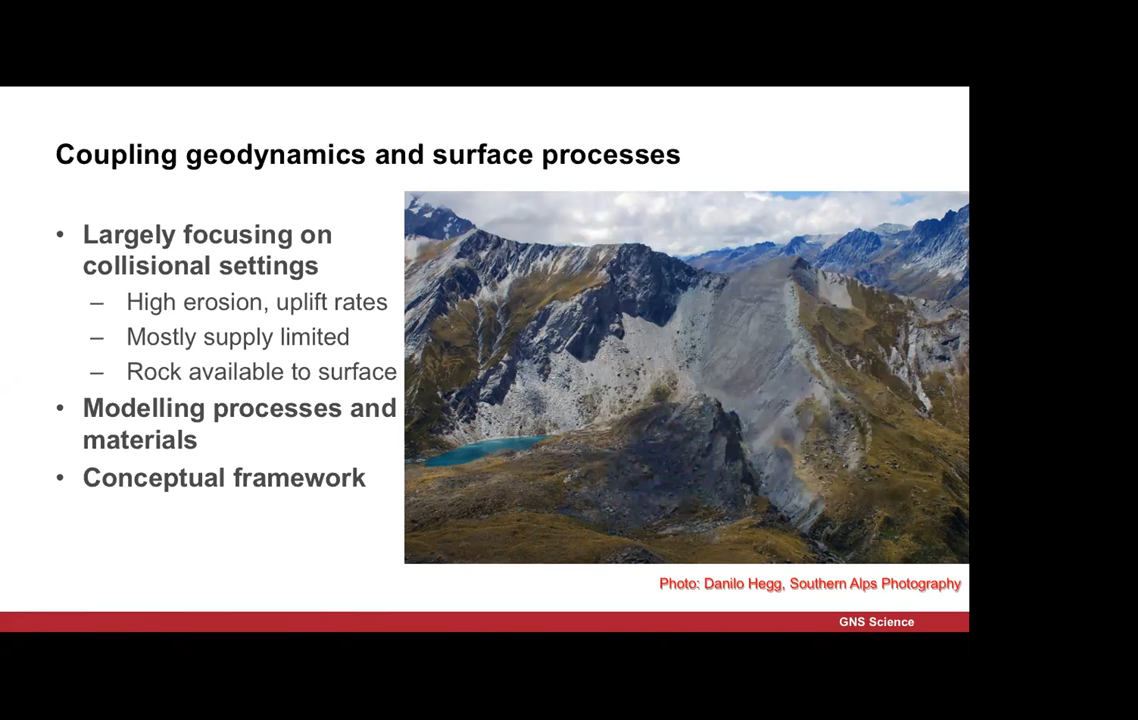 Coupling geodynamics and surface processes
• Largely focusing on
collisional settings
– High erosion, uplift rates
– Mostly supply limited
– Rock available to surface
• Modelling processes and
materials
• Conceptual framework
Photo: Danilo Hegg, Southern Alps Photography
GNS Science